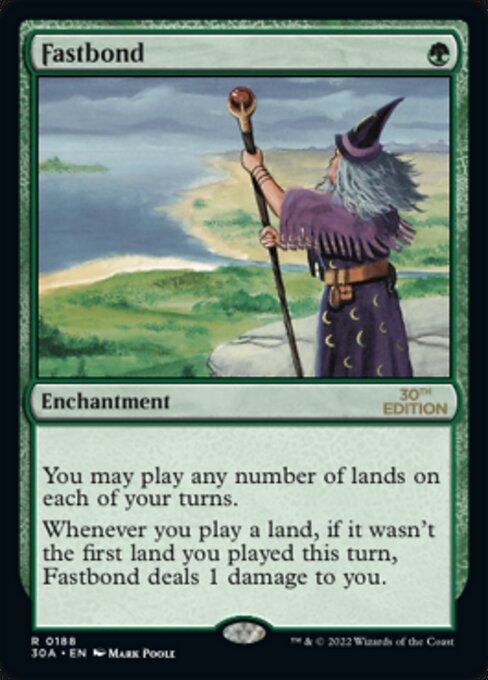 Fastbond
Enchantment
30TH
EDITION
You may play any number of lands on
each of your turns.
Whenever you play a land, if it wasn't
the first land you played this turn,
Fastbond deals 1 damage to you.
R 0188
30A • EN Mark Poole
™ & © 2022 Wizards of the Coast